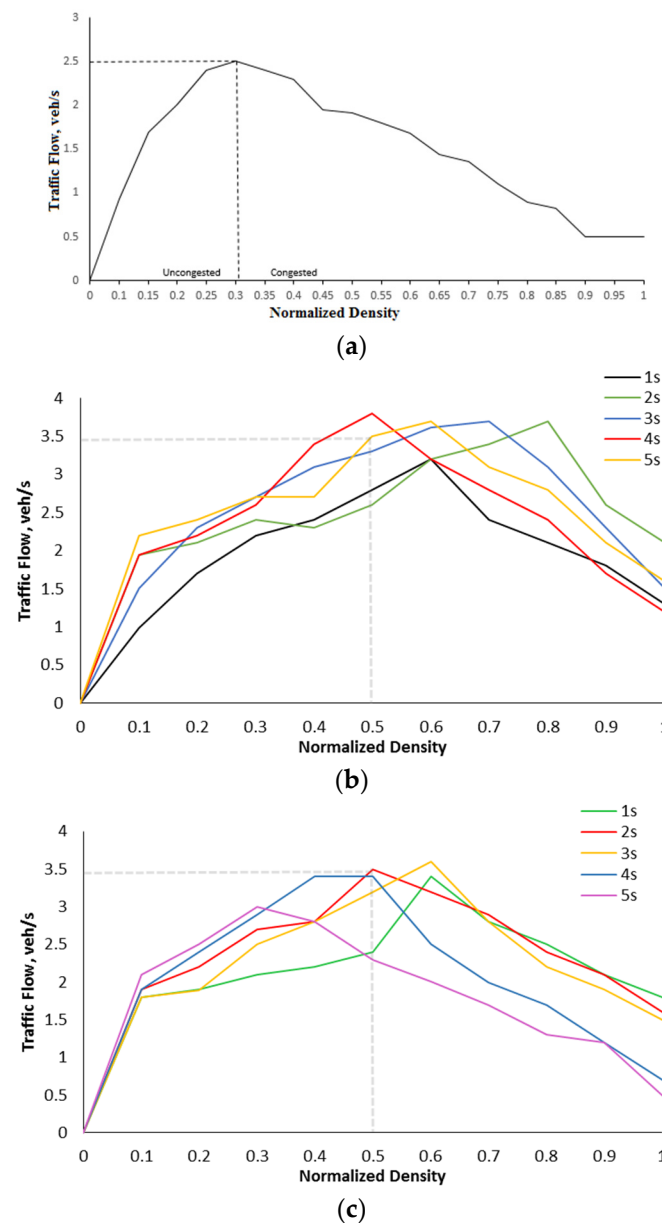 3
2.5
2
1.5
1
0.5
0
Traffic Flow, veh/s
Uncongested
Congested
0 0.1 0.15 0.2 0.25 0.3 0.35 0.4 0.45 0.5 0.55 0.6 0.65 0.7 0.75 0.8 0.85 0.9 0.95 1
Normalized Density
(a)
4
3.5
3
2.5
2
1.5
1
0.5
0
Traffic Flow, veh/s
1s
2s
3s
4s
5s
0 0.1 0.2 0.3 0.4 0.5 0.6 0.7 0.8 0.9 1
Normalized Density
(b)
4
3.5
3
2.5
2
1.5
1
0.5
0
Traffic Flow, veh/s
1s
2s
3s
4s
5s
0 0.1 0.2 0.3 0.4 0.5 0.6 0.7 0.8 0.9 1
Normalized Density
(c)